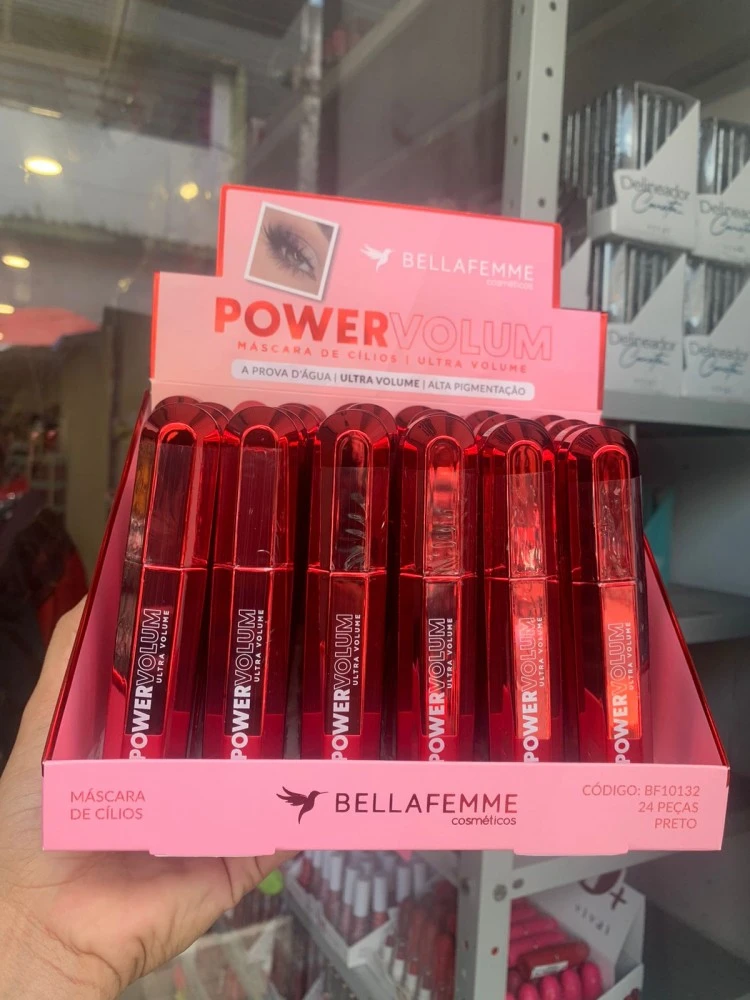 BELLAFEMME
cosméticos
POWERVOLUM
MÁSCARA DE CÍLIOS | ULTRA VOLUME
A PROVA D'ÁGUA | ULTRA VOLUME | ALTA PIGMENTAÇÃO
POWERVOLUM
ULTRA VOLUME
POWERVOLUM
ULTRA VOLUME
POWERVOLUM
ULTRA VOLUME
POWERVOLUM
ULTRA VOLUME
POWERVOLUM
ULTRA VOLUME
POWERVOLUM
ULTRA VOLUME
MÁSCARA
DE CÍLIOS
BELLAFEMME
cosméticos
CÓDIGO: BF10132
24 PEÇAS
PRETO
Delineador
Delineador
Delineador
Delineador